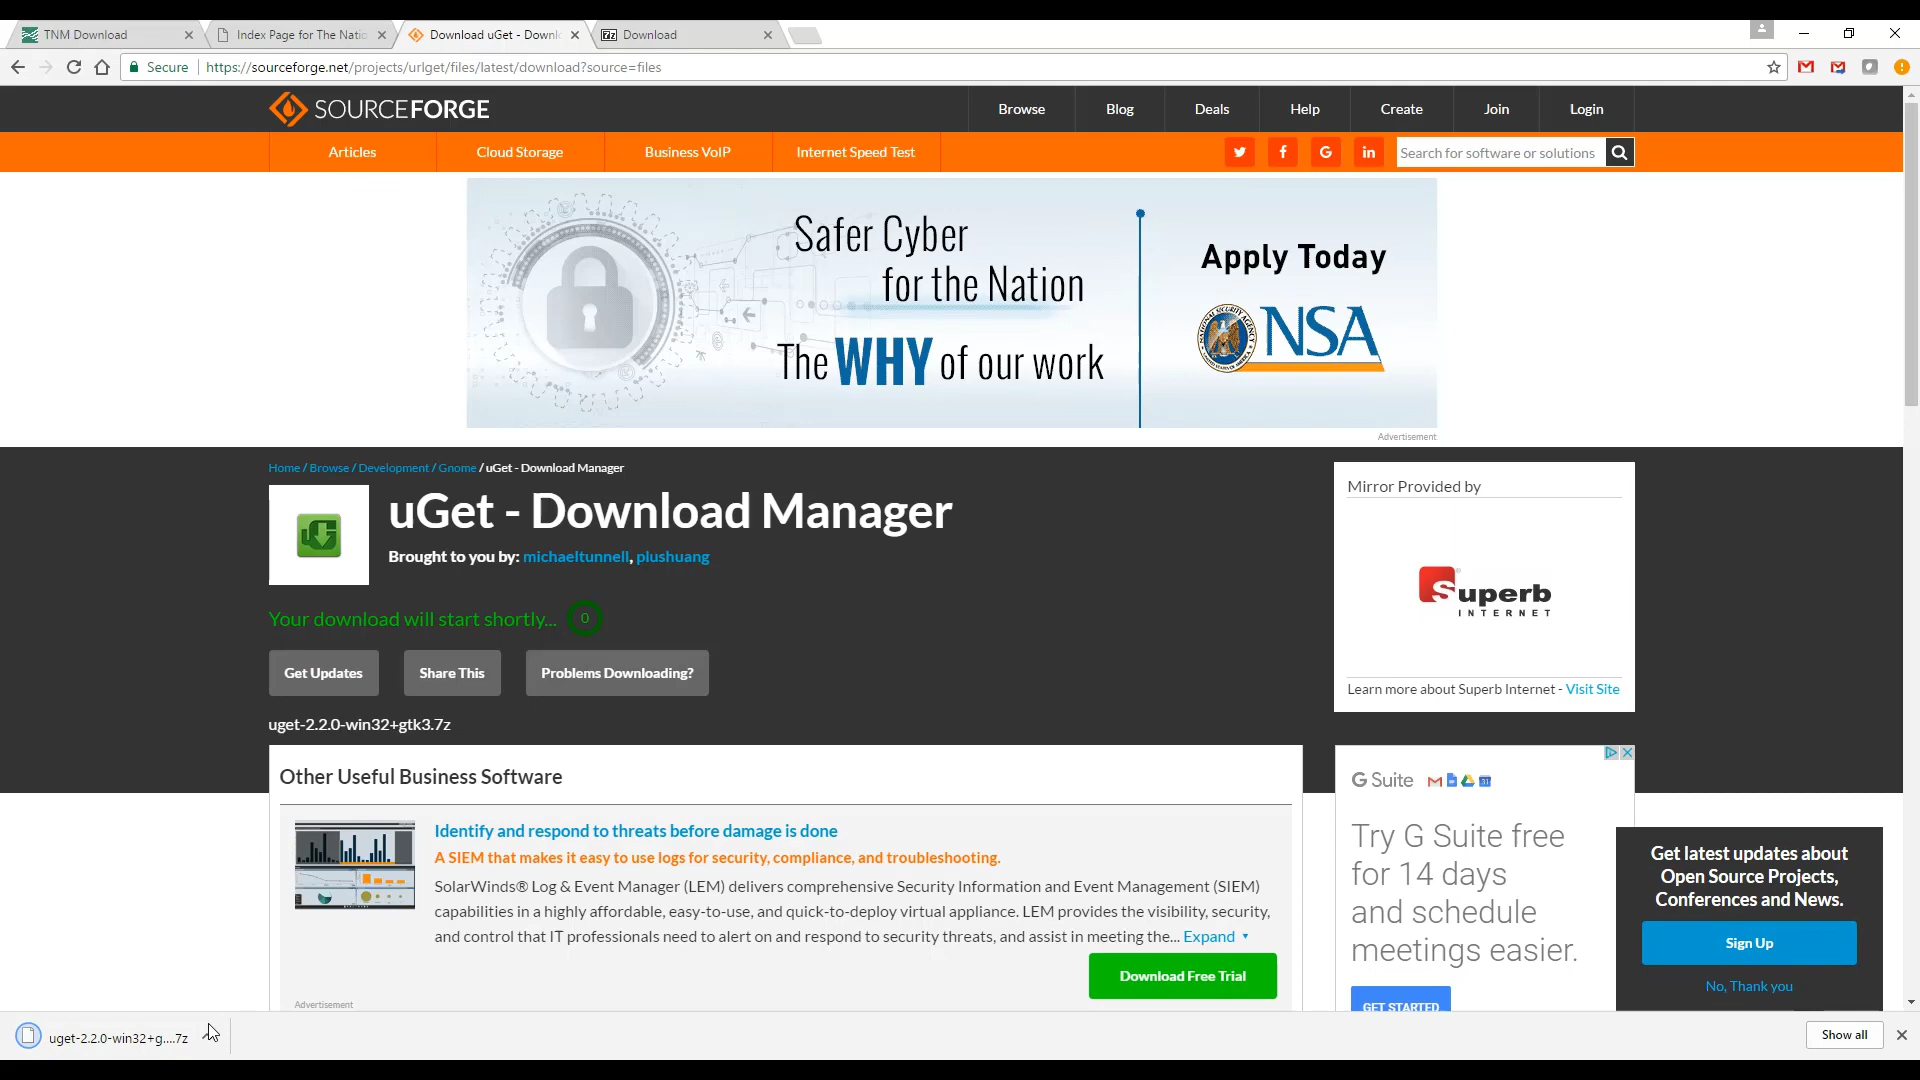 TNM Download
Index Page for The Natio
Download uGet - Downl
Download
Secure
https://sourceforge.net/projects/urlget/files/latest/download?source=files
SOURCEFORGE
Browse
Blog
Deals
Help
Create
Join
Login
Articles
Cloud Storage
Business VoIP
Internet Speed Test
Search for software or solutions
Safer Cyber
for the Nation
The WHY of our work
Apply Today
NSA
Advertisement
Home / Browse / Development / Gnome / uGet - Download Manager
uGet - Download Manager
Brought to you by: michaeltunnell, plushuang
Your download will start shortly... 0
Get Updates
Share This
Problems Downloading?
uget-2.2.0-win32+gtk3.7z
Mirror Provided by
Superb
INTERNET
Learn more about Superb Internet - Visit Site
Other Useful Business Software
Identify and respond to threats before damage is done
A SIEM that makes it easy to use logs for security, compliance, and troubleshooting.
SolarWinds® Log & Event Manager (LEM) delivers comprehensive Security Information and Event Management (SIEM)
capabilities in a highly affordable, easy-to-use, and quick-to-deploy virtual appliance. LEM provides the visibility, security,
and control that IT professionals need to alert on and respond to security threats, and assist in meeting the... Expand
Download Free Trial
Advertisement
G Suite
Try G Suite free
for 14 days
and schedule
meetings easier.
GET STARTED
Get latest updates about
Open Source Projects,
Conferences and News.
Sign Up
No, Thank you
uget-2.2.0-win32+g....7z
Show all